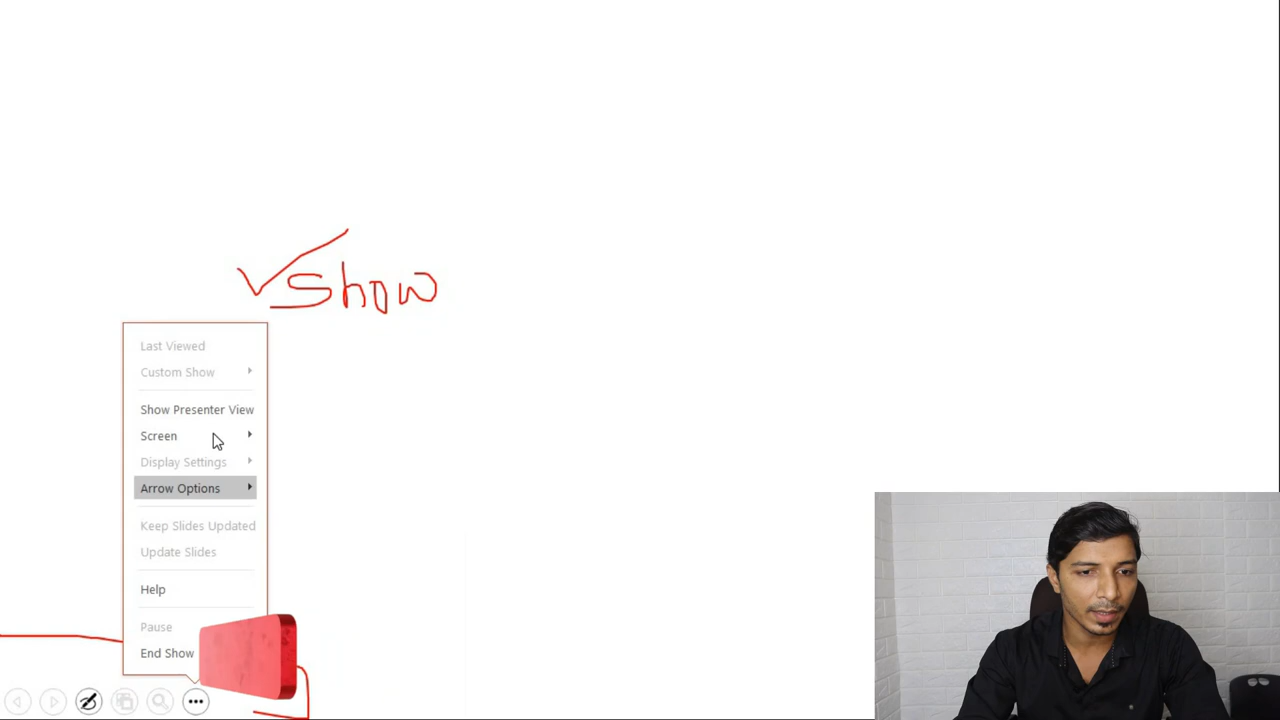 Show
Last Viewed
Custom Show
Show Presenter View
Screen
Display Settings
Arrow Options
Keep Slides Updated
Update Slides
Help
Pause
End Show